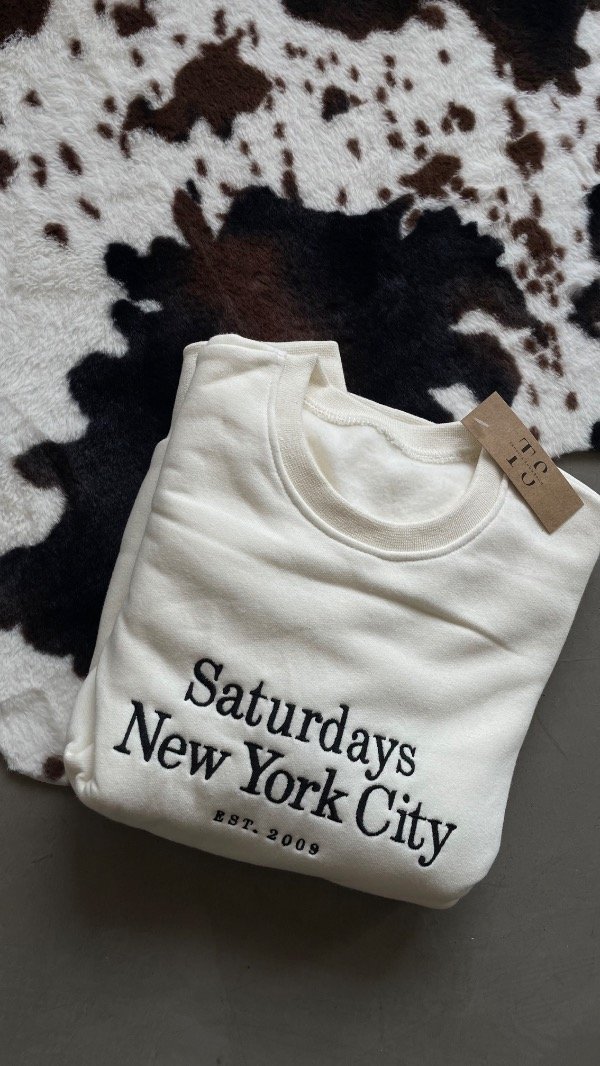 Saturdays
New York City
EST. 2009